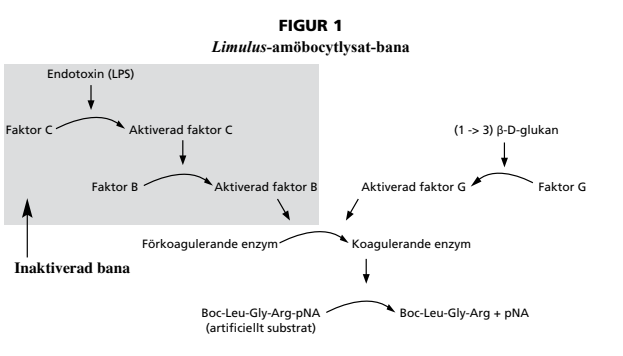 FIGUR 1
Limulus-amöbocytlysat-bana
Endotoxin (LPS)
Faktor C
Aktiverad faktor C
(1 -> 3) β-D-glukan
Faktor B
Aktiverad faktor B
Aktiverad faktor G
Faktor G
Förkoagulerande enzym
Koagulerande enzym
Inaktiverad bana
Boc-Leu-Gly-Arg-pNA
(artificiellt substrat)
Boc-Leu-Gly-Arg + pNA